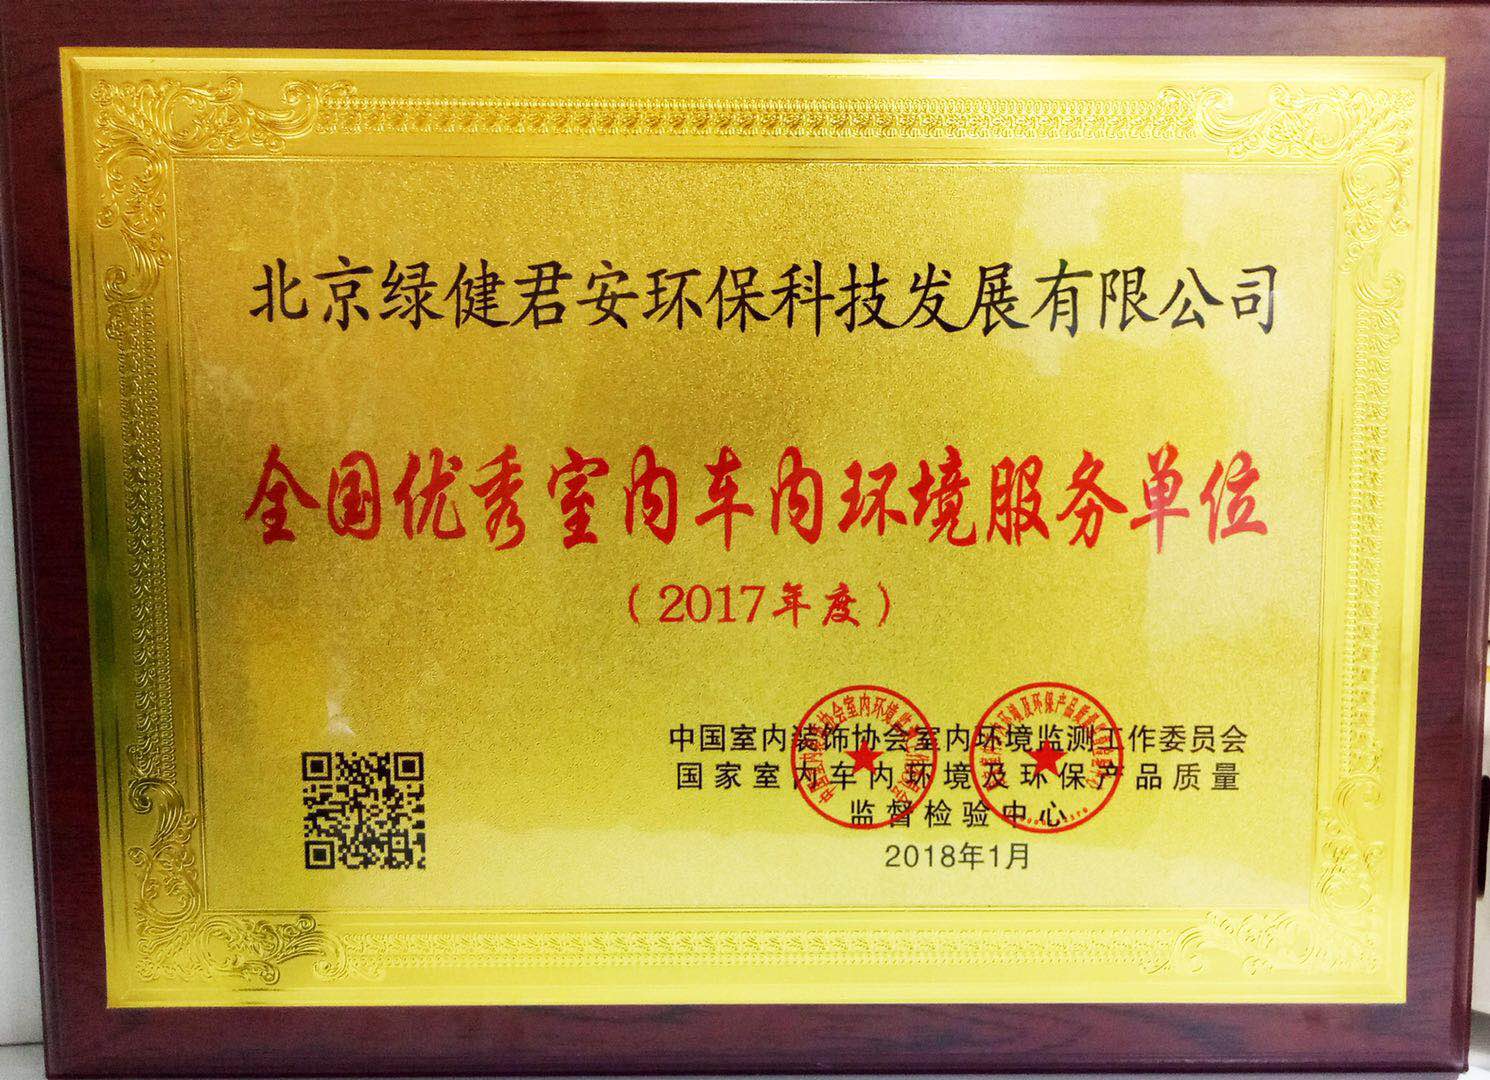 北京绿健君安环保科技发展有限公司
全国优秀室内车内环境服务单位
（2017年度）
中国室内装饰协会室内环境监测工作委员会
国家室内车内环境及环保产品质量
监督检验中心
2018年1月